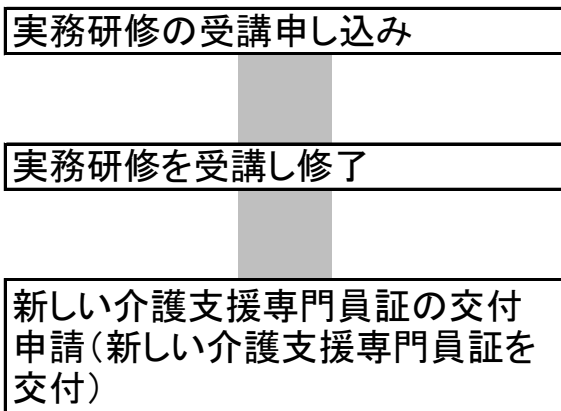 実務研修の受講申し込み
実務研修を受講し修了
新しい介護支援専門員証の交付
申請（新しい介護支援専門員証を
交付）